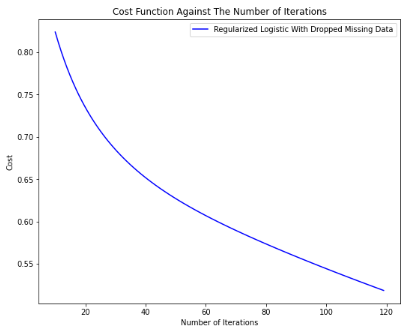 Cost Function Against The Number of Iterations
Regularized Logistic With Dropped Missing Data
0.80
0.75
0.70
0.65
0.60
0.55
Cost
20 40 60 80 100 120
Number of Iterations